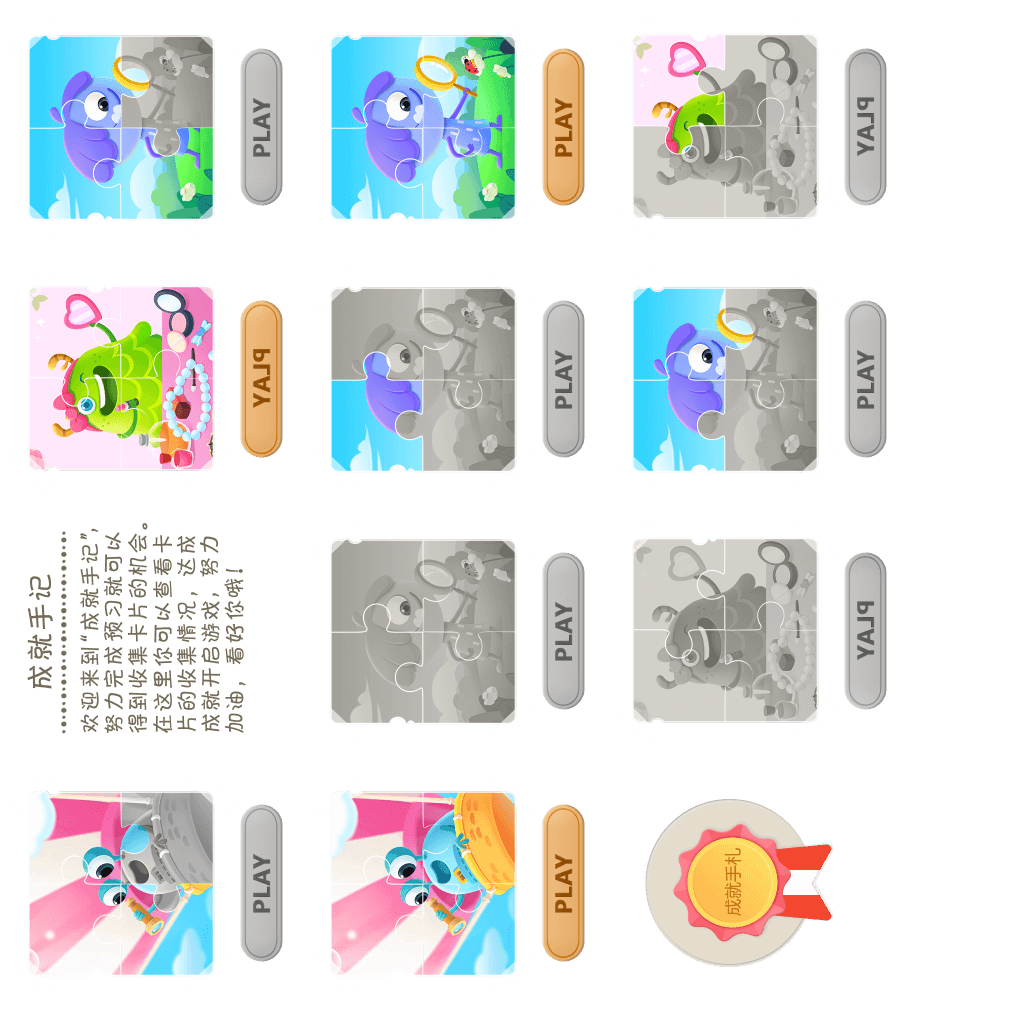 PLAY
PLAY
PLAY
PLAY
PLAY
PLAY
成就手记
欢迎来到“成就手记”，
努力完成预习就可以
得到收集卡片的机会。
在这里你可以查看卡
片的收集情况，达成
成就开启游戏，努力
加油，看好你哦！
PLAY
PLAY
PLAY
PLAY
成就手札